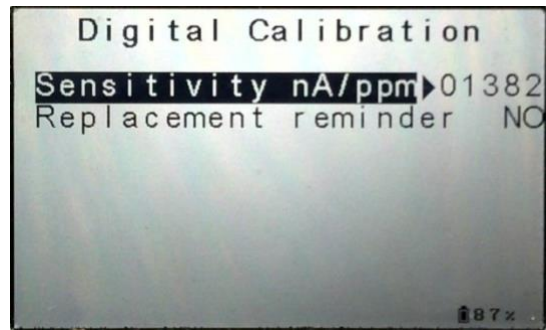 Digital Calibration
Sensitivity nA/ppm▶01382
Replacement reminder NO
87%